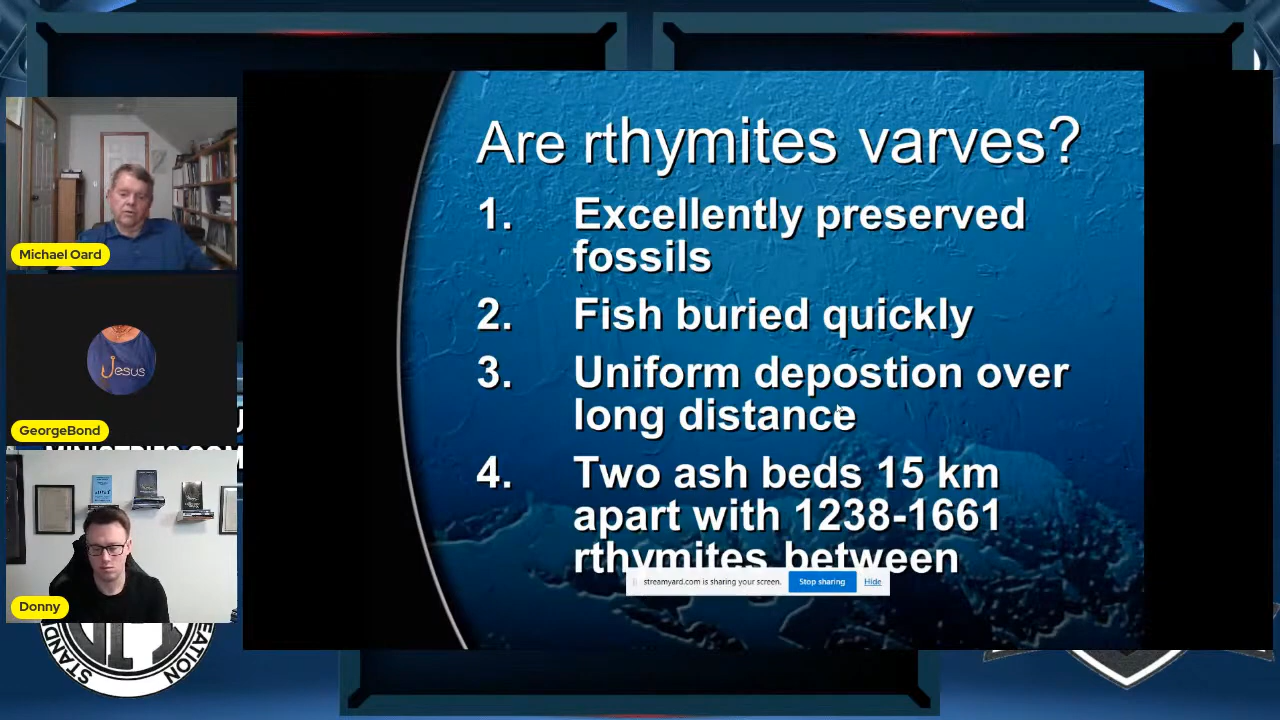 Are rthymites varves?
1. Excellently preserved
fossils
2. Fish buried quickly
3. Uniform depostion over
long distance
4. Two ash beds 15 km
apart with 1238-1661
rthymites between
streamyard.com is sharing your screen. Stop sharing Hide
Michael Oard
Jesus
GeorgeBond
Donny